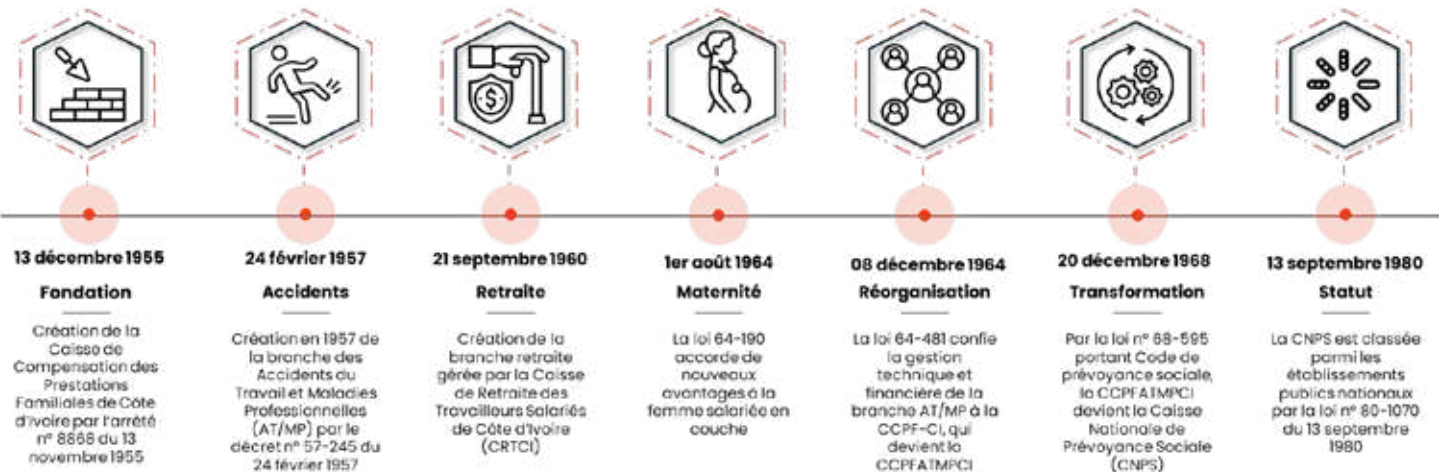 13 décembre 1955
Fondation
Création de la
Caisse de
Compensation des
Prestations
Familiales de Côte
d'Ivoire par l'arrêté
n° 8868 du 13
novembre 1955
24 février 1957
Accidents
Création en 1957 de
la branche des
Accidents du
Travail et Maladies
Professionnelles
(AT/MP) par le
décret n° 57-245 du
24 février 1957
21 septembre 1960
Retraite
Création de la
branche retraite
gérée par la Caisse
de Retraite des
Travailleurs Salariés
de Côte d'Ivoire
(CRTCI)
1er août 1964
Maternité
La loi 64-190
accorde de
nouveaux
avantages à la
femme salariée en
couche
08 décembre 1964
Réorganisation
La loi 64-481 confie
la gestion
technique et
financière de la
branche AT/MP à la
CCPF-CI, qui
devient la
CCPFATMPCI
20 décembre 1968
Transformation
Par la loi n° 68-595
portant Code de
prévoyance sociale,
la CCPFATMPCI
devient la Caisse
Nationale de
Prévoyance Sociale
(CNPS)
13 septembre 1980
Statut
La CNPS est classée
parmi les
établissements
publics nationaux
par la loi n° 80-1070
du 13 septembre
1980